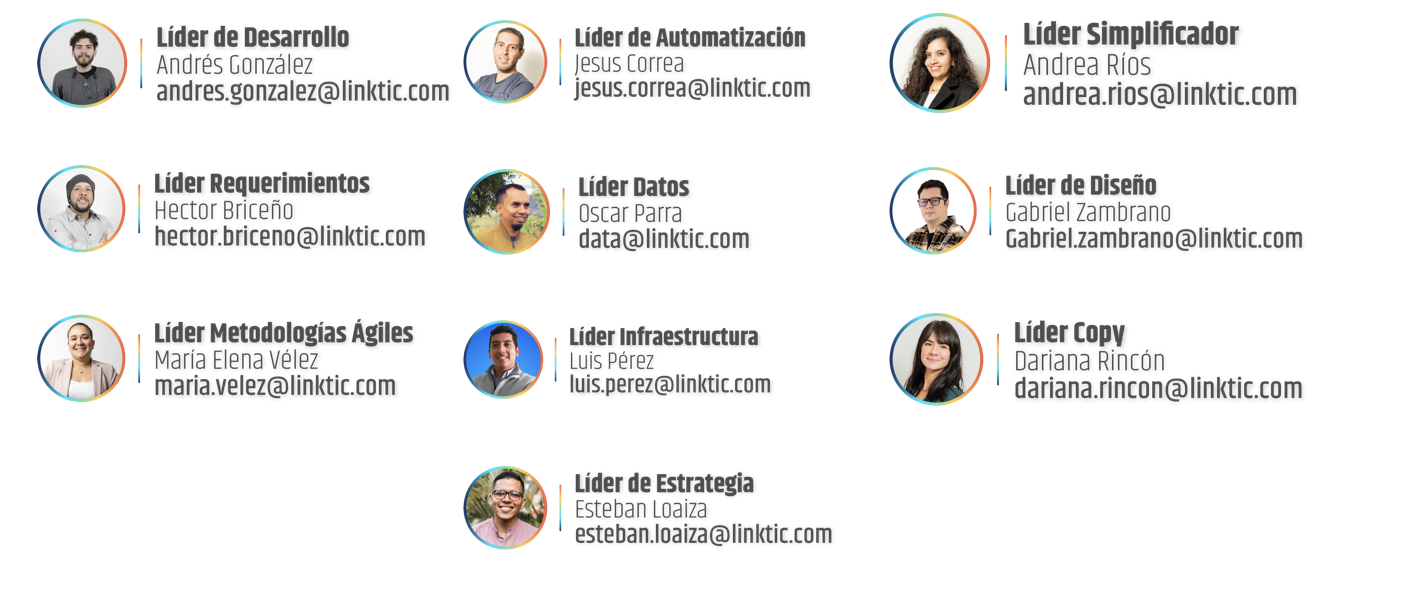 Líder de Desarrollo
Andrés González
andres.gonzalez@linktic.com
Líder de Automatización
Jesus Correa
jesus.correa@linktic.com
Líder Simplificador
Andrea Ríos
andrea.rios@linktic.com
Líder Requerimientos
Hector Briceño
hector.briceno@linktic.com
Líder Datos
Oscar Parra
data@linktic.com
Líder de Diseño
Gabriel Zambrano
Gabriel.zambrano@linktic.com
Líder Metodologías Ágiles
María Elena Vélez
maria.velez@linktic.com
Líder Infraestructura
Luis Pérez
luis.perez@linktic.com
Líder Copy
Dariana Rincón
dariana.rincon@linktic.com
Líder de Estrategia
Esteban Loaiza
esteban.loaiza@linktic.com